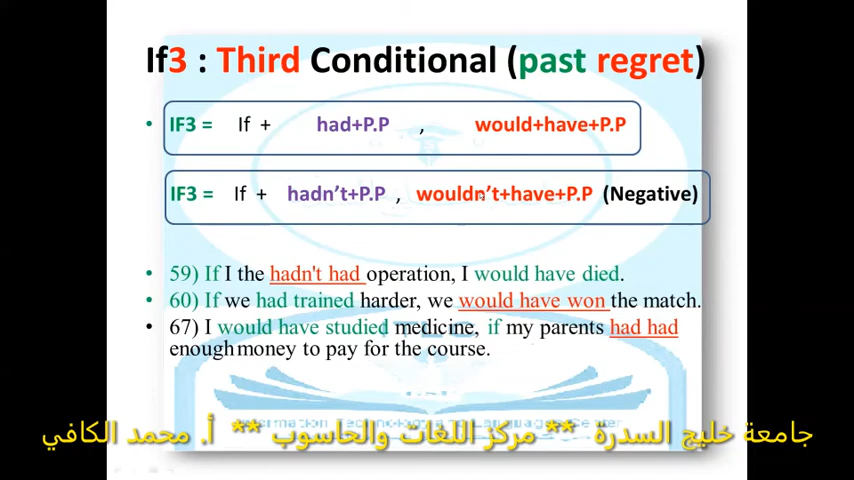 If3 : Third Conditional (past regret)
• IF3 = If + had+P.P , would+have+P.P
IF3 = If + hadn't+P.P , wouldn't+have+P.P (Negative)
• 59) If I the hadn't had operation, I would have died.
• 60) If we had trained harder, we would have won the match.
• 67) I would have studied medicine, if my parents had had
enough money to pay for the course.
جامعة خليج السدرة ** مركز اللغات والحاسوب ** أ. محمد الكافي